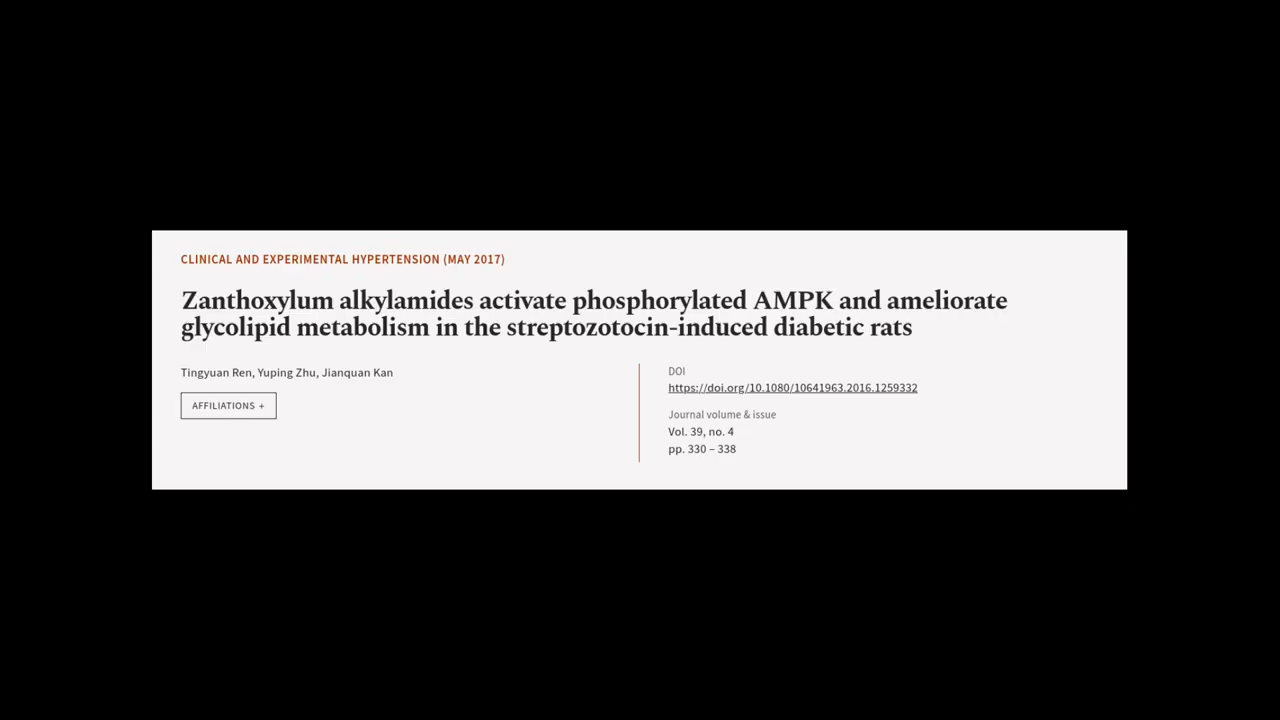 CLINICAL AND EXPERIMENTAL HYPERTENSION (MAY 2017)
Zanthoxylum alkylamides activate phosphorylated AMPK and ameliorate
glycolipid metabolism in the streptozotocin-induced diabetic rats
Tingyuan Ren, Yuping Zhu, Jianquan Kan
AFFILIATIONS +
DOI
https://doi.org/10.1080/10641963.2016.1259332
Journal volume & issue
Vol. 39, no. 4
pp. 330 – 338